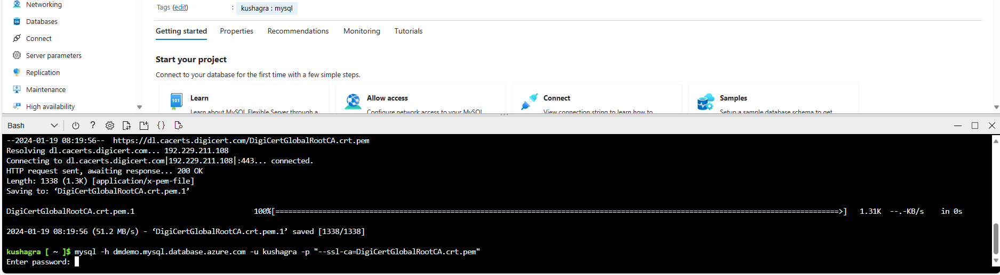 Networking
Databases
Connect
Server parameters
Replication
Maintenance
High availability
Tags (edit) : kushagra : mysql
Getting started Properties Recommendations Monitoring Tutorials
Start your project
Connect to your database for the first time with a few simple steps.
Learn
Learn about MySQL Flexible Server through a
Allow access
Configure network access to your MySQL
Connect
View connection string to learn how to
Samples
Setup a sample database schema to get
Bash
--2024-01-19 08:19:56-- https://dl.cacerts.digicert.com/DigiCertGlobalRootCA.crt.pem
Resolving dl.cacerts.digicert.com... 192.229.211.108
Connecting to dl.cacerts.digicert.com|192.229.211.108|:443... connected.
HTTP request sent, awaiting response... 200 OK
Length: 1338 (1.3K) [application/x-pem-file]
Saving to: ‘DigiCertGlobalRootCA.crt.pem.1’
DigiCertGlobalRootCA.crt.pem.1 100%[====================================================================================================================================>] 1.31K --.-KB/s in 0s
2024-01-19 08:19:56 (51.2 MB/s) - ‘DigiCertGlobalRootCA.crt.pem.1’ saved [1338/1338]
kushagra [ ~ ]$ mysql -h dmdemo.mysql.database.azure.com -u kushagra -p "--ssl-ca=DigiCertGlobalRootCA.crt.pem"
Enter password: